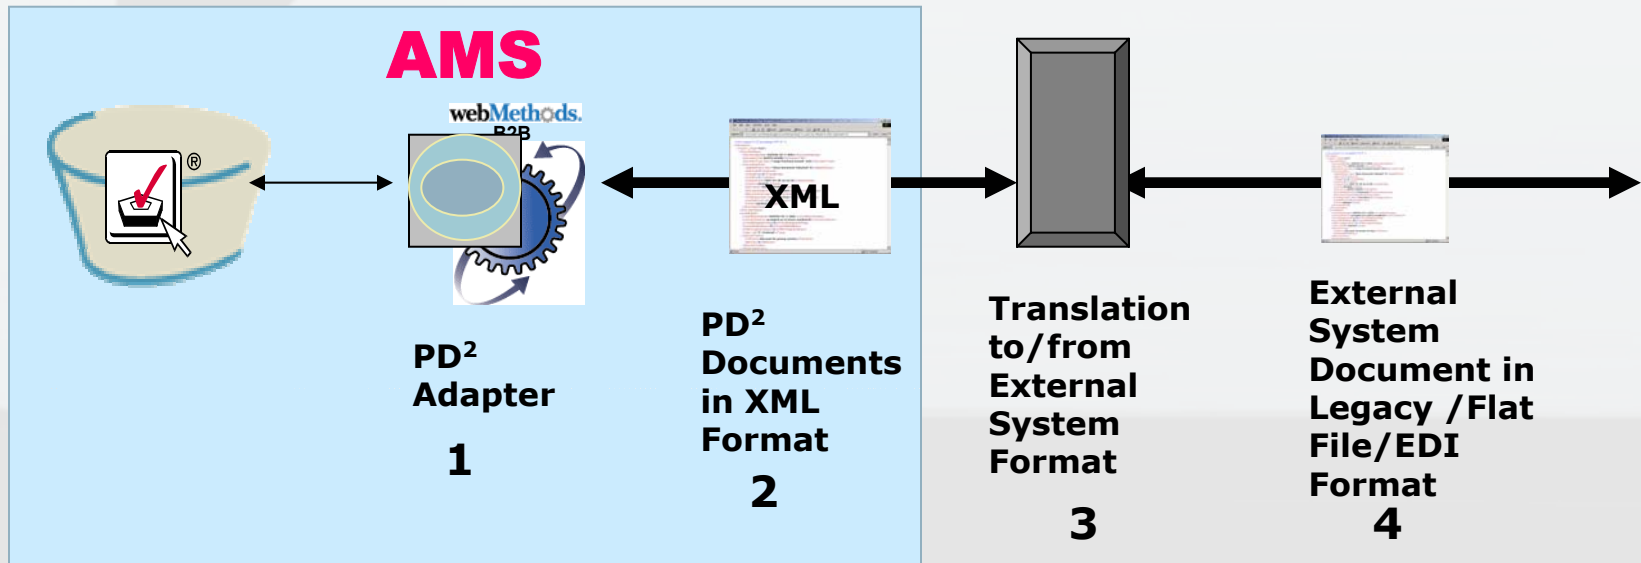 AMS
webMethods.
B2B
®
XML
PD²
Adapter
1
PD²
Documents
in XML
Format
2
Translation
to/from
External
System
Format
3
External
System
Document in
Legacy /Flat
File/EDI
Format
4